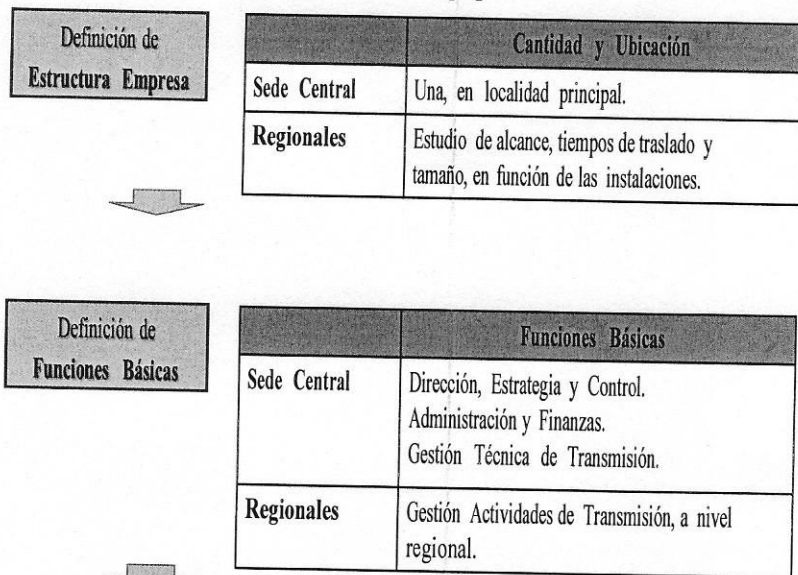 Definición de
Estructura Empresa
Cantidad y Ubicación
Sede Central
Una, en localidad principal.
Regionales
Estudio de alcance, tiempos de traslado y
tamaño, en función de las instalaciones.
Definición de
Funciones Básicas
Funciones Básicas
Sede Central
Dirección, Estrategia y Control.
Administración y Finanzas.
Gestión Técnica de Transmisión.
Regionales
Gestión Actividades de Transmisión, a nivel
regional.